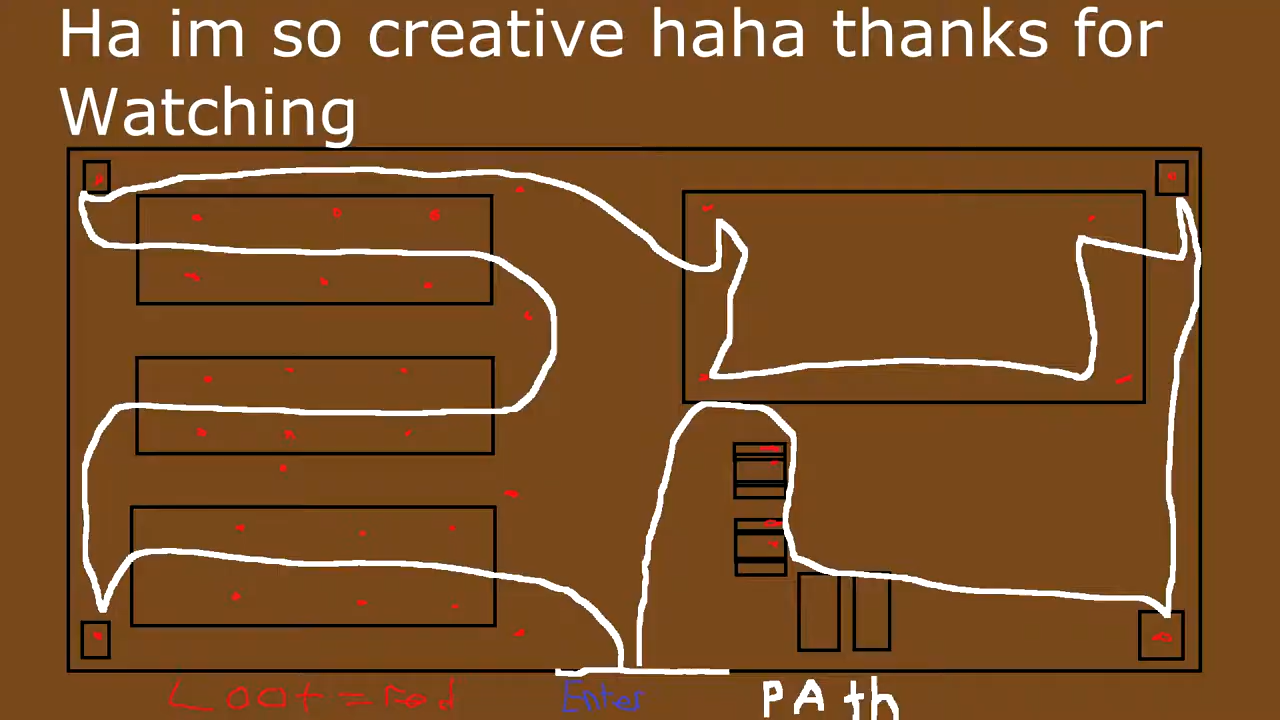 Ha im so creative haha thanks for
Watching
Loot = red
Enter
PAth